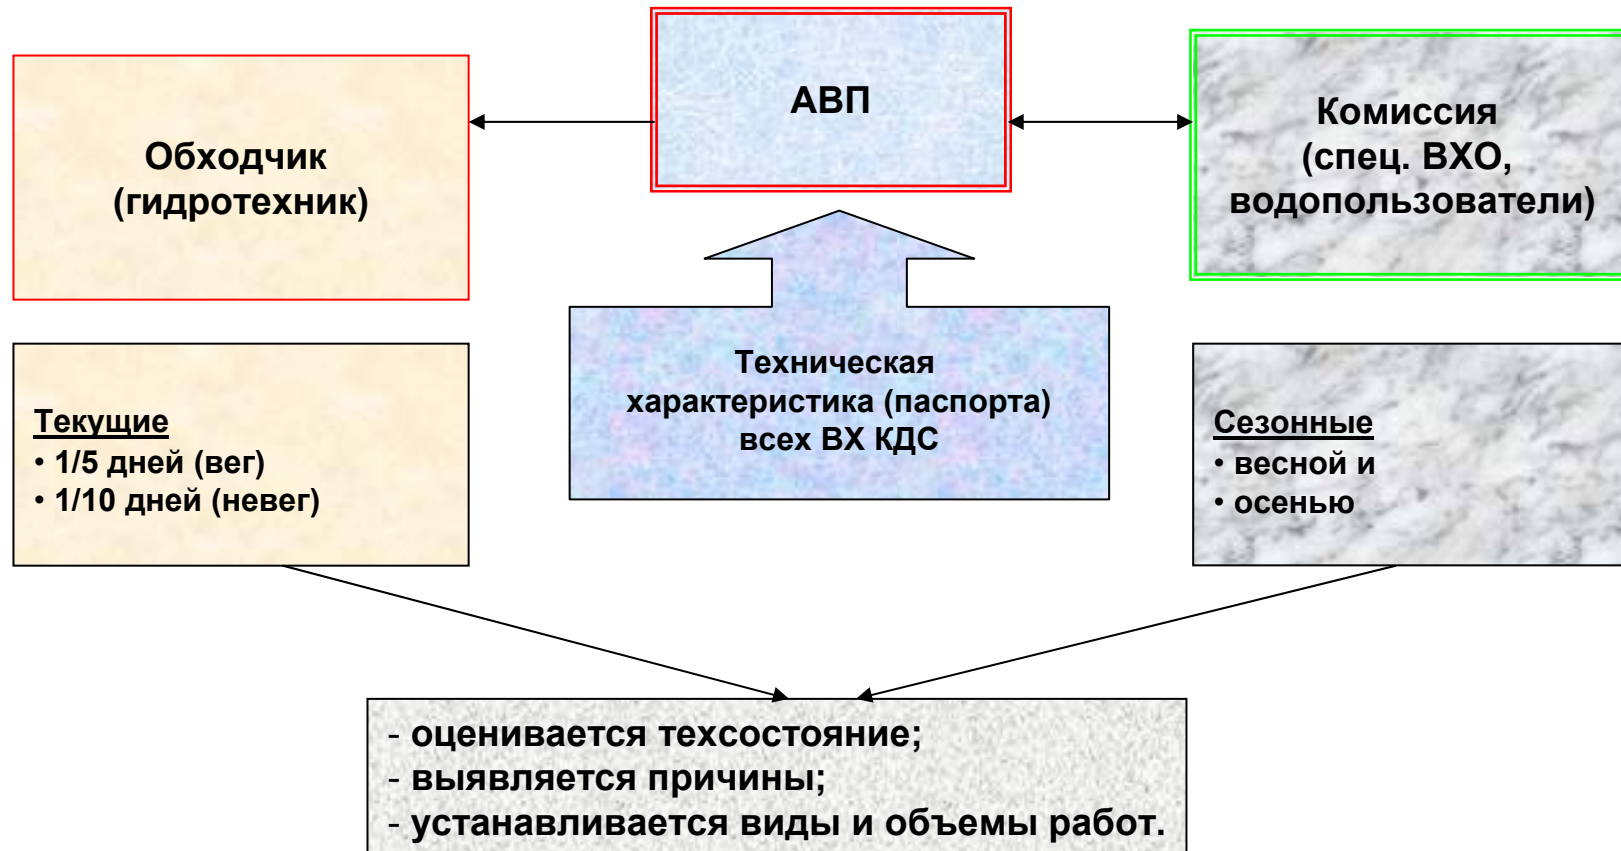 АВП
Обходчик
(гидротехник)
Комиссия
(спец. ВХО,
водопользователи)
Техническая
характеристика (паспорта)
всех ВХ КДС
Текущие
• 1/5 дней (вег)
• 1/10 дней (невег)
Сезонные
• весной и
• осенью
- оценивается техсостояние;
- выявляется причины;
- устанавливается виды и объемы работ.